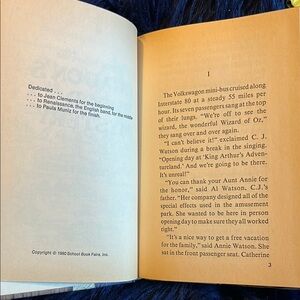 Dedicated . . .
. . . to Jean Clements for the beginning
. . . to Renaissance, the English band, for the middle
. . . to Paula Muniz for the finish.
Copyright © 1980 School Book Fairs, Inc.
1
The Volkswagon mini-bus cruised along
Interstate 80 at a steady 55 miles per
hour. Its seven passengers sang at the top
of their lungs. "We're off to see the
wizard, the wonderful Wizard of Oz,"
they sang over and over again.
"I can't believe it!" exclaimed C. J.
Watson during a break in the singing.
"Opening day at 'King Arthur's Adven-
sureland.' And we're going to be there.
It's unreal!"
"You can thank your Aunt Annie for
the honor," said Al Watson, C.J.'s
father. "Her company designed all of the
special effects used in the amusement
park. She wanted to be here in person
opening day to make sure they all worked
right."
"It's a nice way to get a free vacation
for the family," said Annie Watson. She
sat in the front passenger seat. Catherine
3